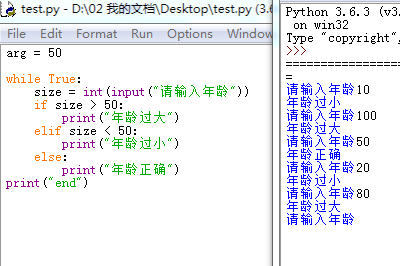 test.py - D:\02 我的文档\Desktop\test.py (3.6
File Edit Format Run Options Window
arg = 50
while True:
size = int(input("请输入年龄"))
if size > 50:
print("年龄过大")
elif size < 50:
print("年龄过小")
else:
print("年龄正确")
print("end")
Python 3.6.3 (v3.
on win32
Type "copyright",
>>>
====================
=
请输入年龄10
年龄过小
请输入年龄100
年龄过大
请输入年龄50
年龄正确
请输入年龄20
年龄过小
请输入年龄80
年龄过大
请输入年龄